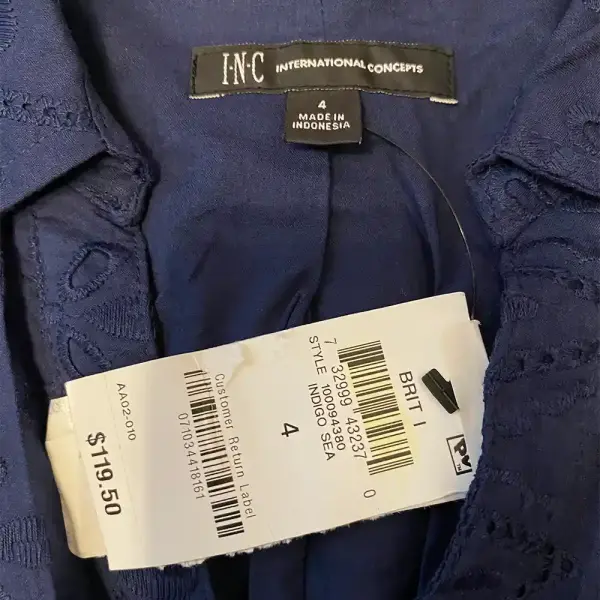 I·N·C INTERNATIONAL CONCEPTS
4
MADE IN
INDONESIA
BRIT I
7 32999 43237 0
STYLE 100094380
INDIGO SEA
4
Customer Return Label
071034418161
AA02-010
$119.50